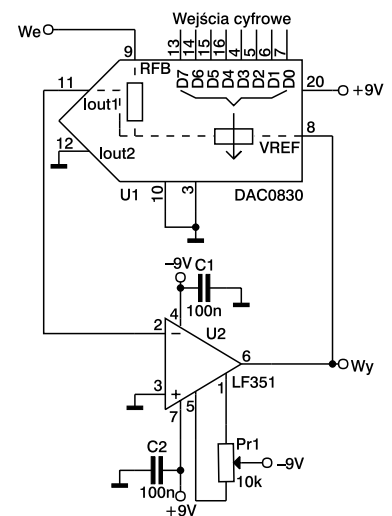 Wejścia cyfrowe
We
9
13
14
15
16
4
5
6
7
RFB
D7
D6
D5
D4
D3
D2
D1
D0
11
Iout1
20
+9V
8
12
Iout2
VREF
U1
10
3
DAC0830
–9V
C1
4
100n
2
–
U2
6
Wy
3
+
1
LF351
7
5
C2
Pr1
–9V
100n
10k
+9V